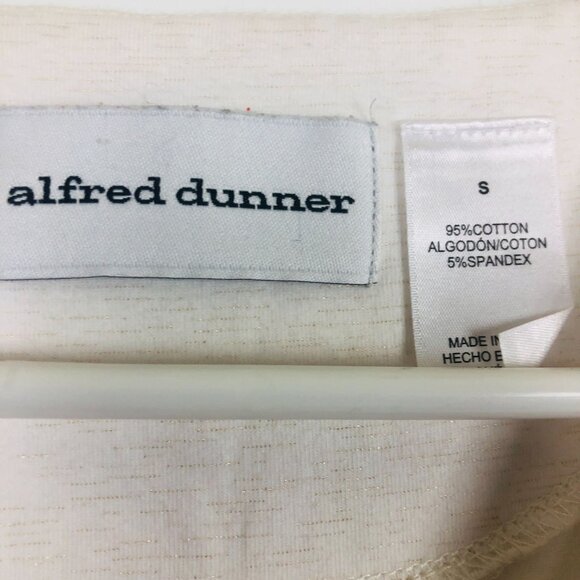 alfred dunner
S
95%COTTON
ALGODÓN/COTON
5%SPANDEX
MADE IN
HECHO E